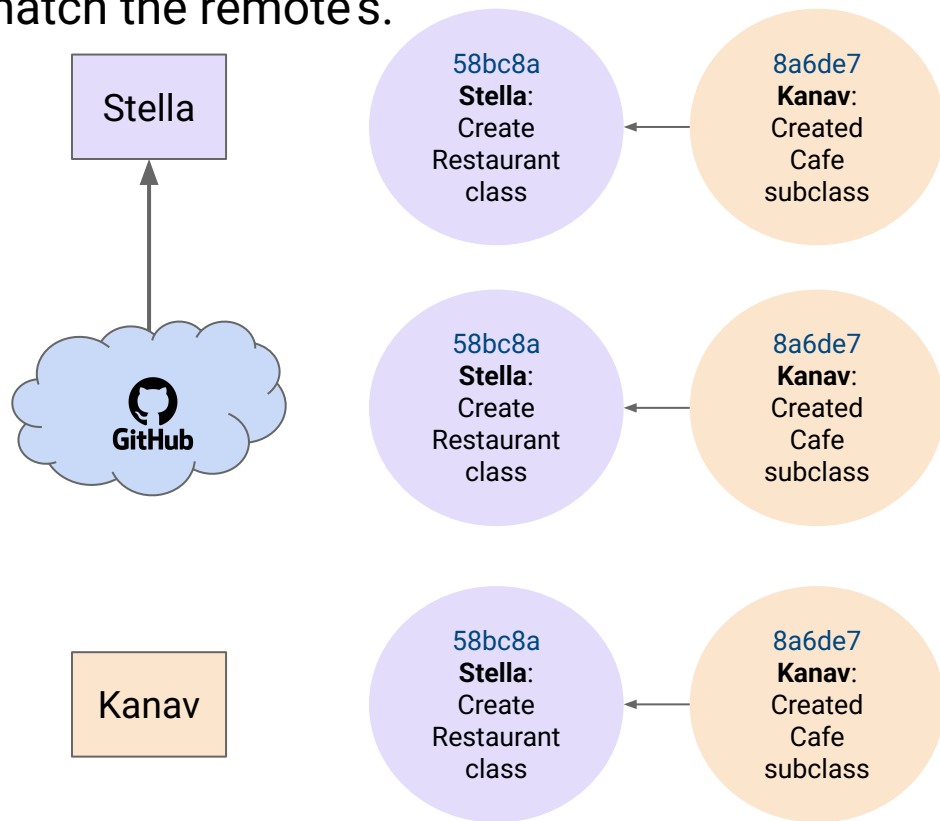 match the remote's.
Stella
58bc8a
Stella:
Create
Restaurant
class
8a6de7
Kanav:
Created
Cafe
subclass
GitHub
58bc8a
Stella:
Create
Restaurant
class
8a6de7
Kanav:
Created
Cafe
subclass
Kanav
58bc8a
Stella:
Create
Restaurant
class
8a6de7
Kanav:
Created
Cafe
subclass